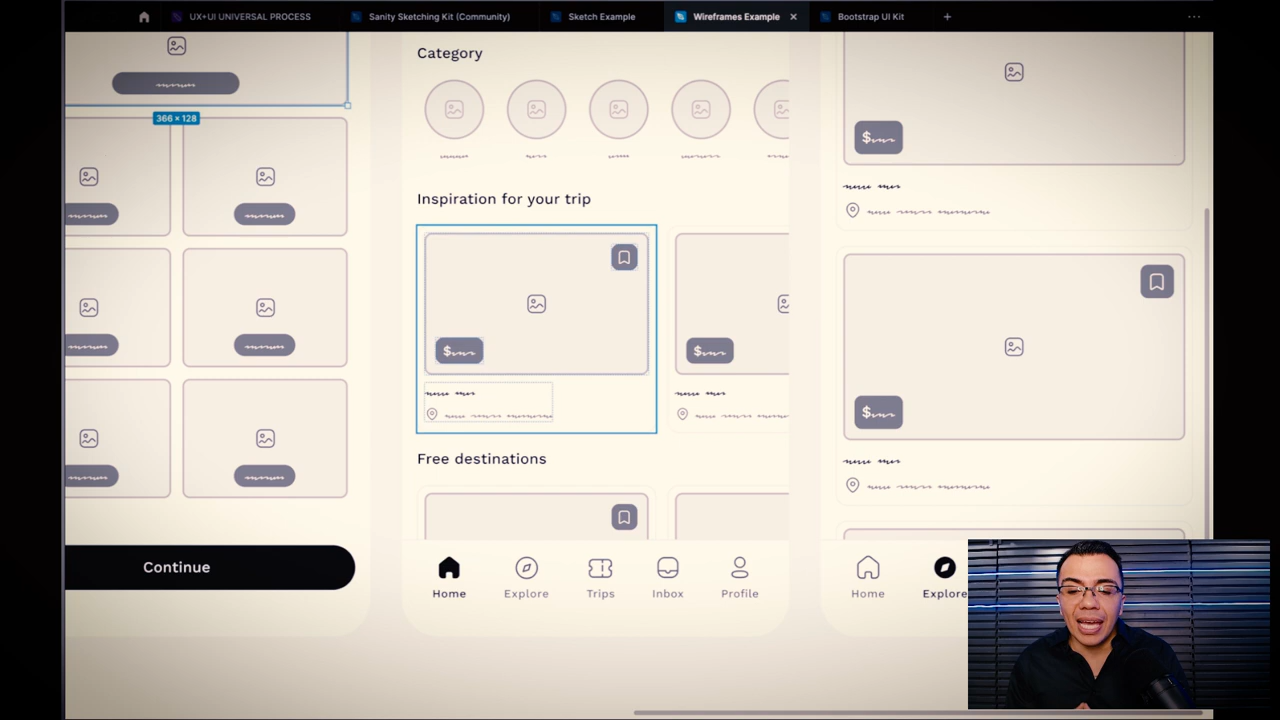 UX+UI UNIVERSAL PROCESS
Sanity Sketching Kit (Community)
Sketch Example
Wireframes Example
Bootstrap UI Kit
366 × 128
Continue
Category
Inspiration for your trip
$
$
Free destinations
Home
Explore
Trips
Inbox
Profile
$
$
Home
Explore